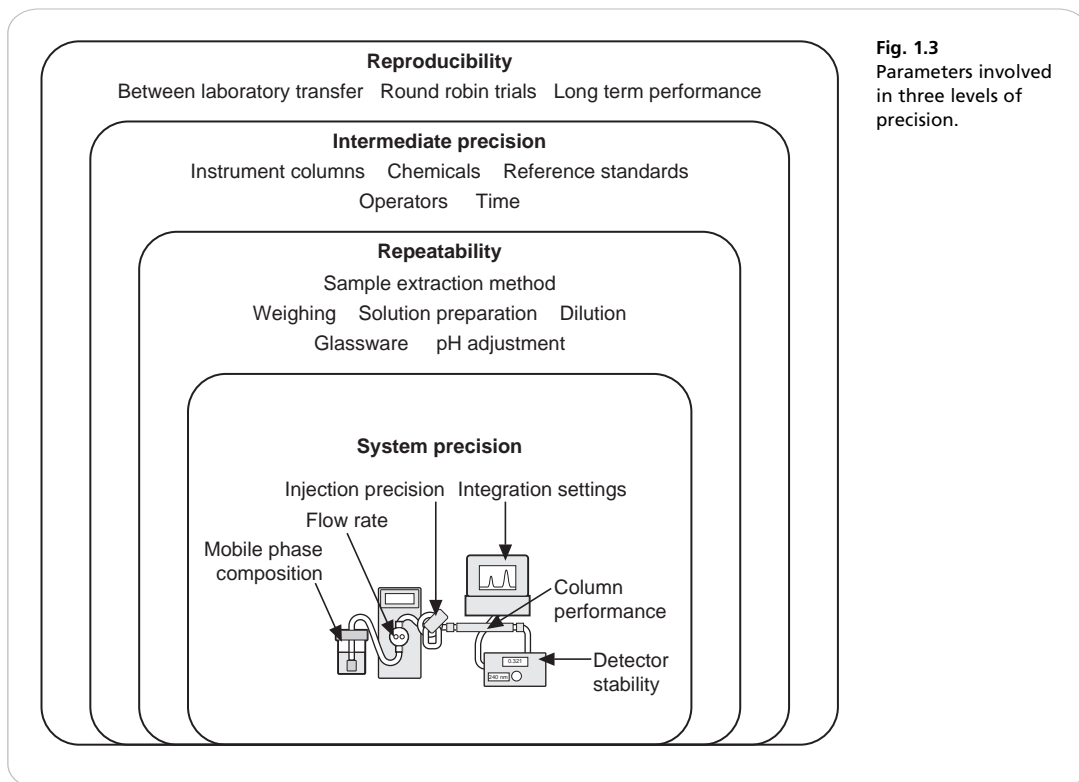 Fig. 1.3
Parameters involved
in three levels of
precision.
Reproducibility
Between laboratory transfer Round robin trials Long term performance
Intermediate precision
Instrument columns Chemicals Reference standards
Operators Time
Repeatability
Sample extraction method
Weighing Solution preparation Dilution
Glassware pH adjustment
System precision
Injection precision Integration settings
Flow rate
Mobile phase
composition
Column
performance
Detector
stability
0.321
240 nm